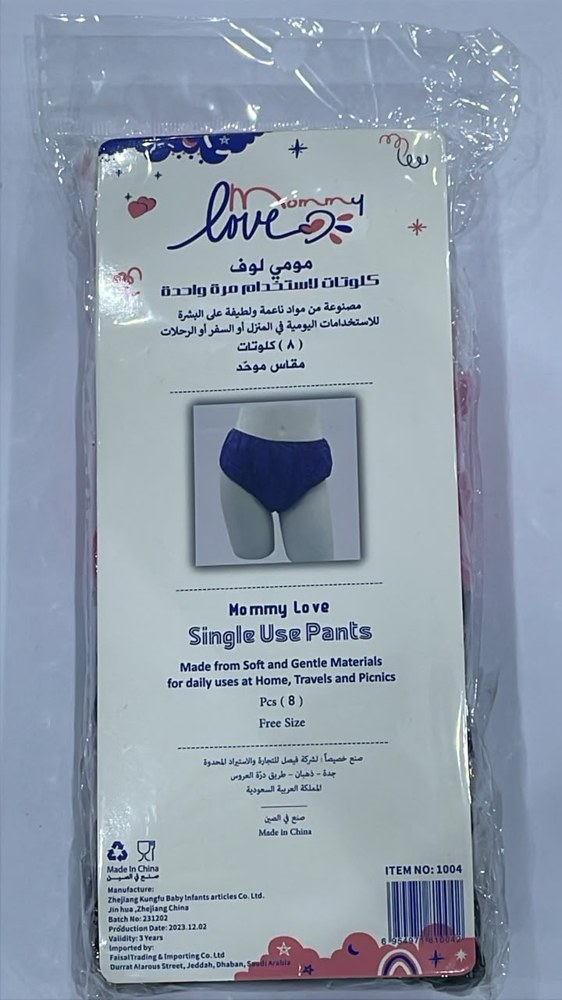 Mommy
love
مومي لوف
كلوتات للاستخدام مرة واحدة
مصنوعة من مواد ناعمة ولطيفة على البشرة
للاستخدامات اليومية في المنزل أو السفر أو الرحلات
( ٨ ) كلوتات
مقاس موحّد
Mommy Love
Single Use Pants
Made from Soft and Gentle Materials
for daily uses at Home, Travels and Picnics
Pcs ( 8 )
Free Size
صنع خصيصاً : لشركة فيصل للتجارة والاستيراد المحدودة
جدة - ذهبان - طريق درّة العروس
المملكة العربية السعودية
صنع في الصين
Made in China
Made In China
صنع في الصين
Manufacture:
Zhejiang Kungfu Baby Infants articles Co. Ltd.
Jin hua ,Zhejiang China
Batch No: 231202
Production Date: 2023.12.02
Validity: 3 Years
Imported by:
FaisalTrading & Importing Co. Ltd
Durrat Alarous Street, Jeddah, Dhaban, Saudi Arabia
ITEM NO: 1004